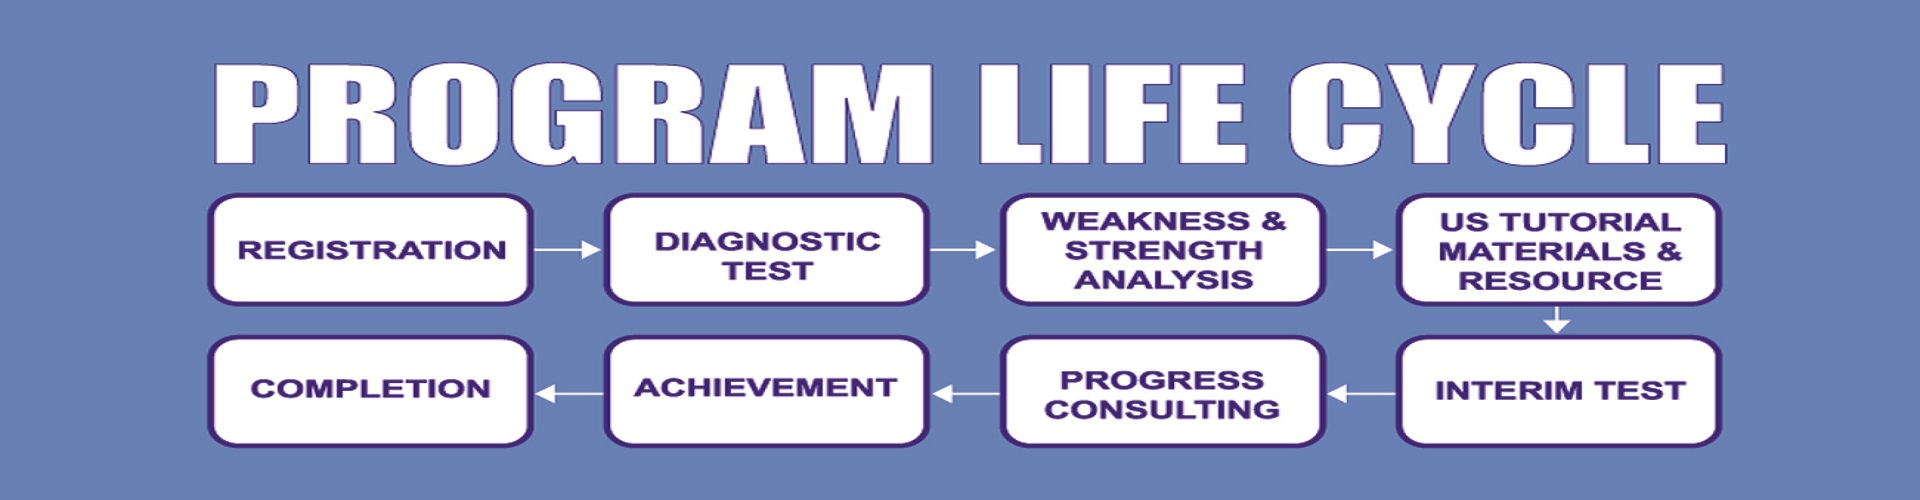 PROGRAM LIFE CYCLE
REGISTRATION
DIAGNOSTIC
TEST
WEAKNESS &
STRENGTH
ANALYSIS
US TUTORIAL
MATERIALS &
RESOURCE
INTERIM TEST
PROGRESS
CONSULTING
ACHIEVEMENT
COMPLETION